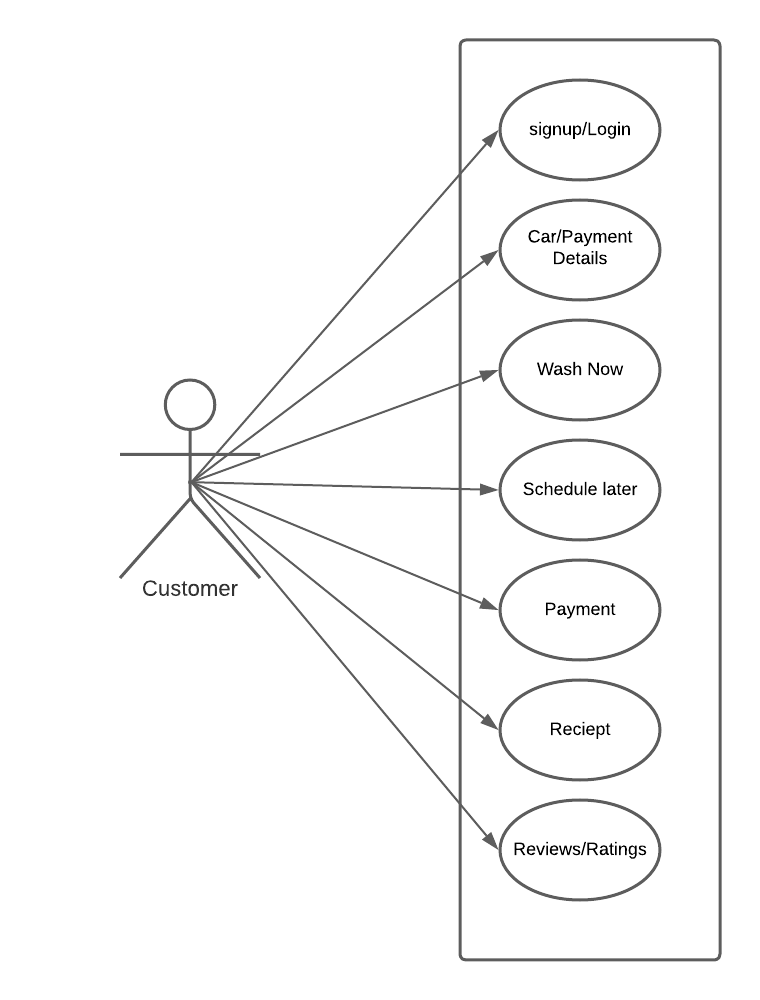 signup/Login
Car/Payment
Details
Wash Now
Schedule later
Customer
Payment
Reciept
Reviews/Ratings